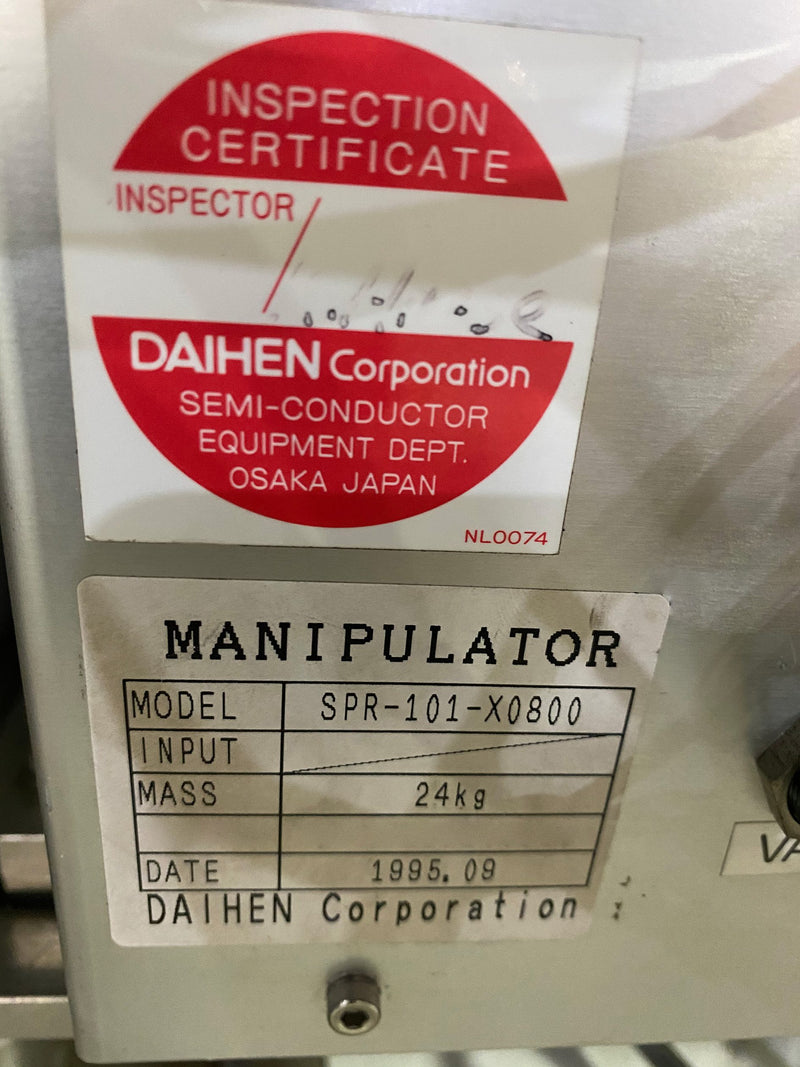 INSPECTION
CERTIFICATE
INSPECTOR
DAIHEN Corporation
SEMI-CONDUCTOR
EQUIPMENT DEPT.
OSAKA JAPAN
NL0074
MANIPULATOR
MODEL SPR-101-X0800
INPUT
MASS 24kg
DATE 1995.09
DAIHEN Corporation